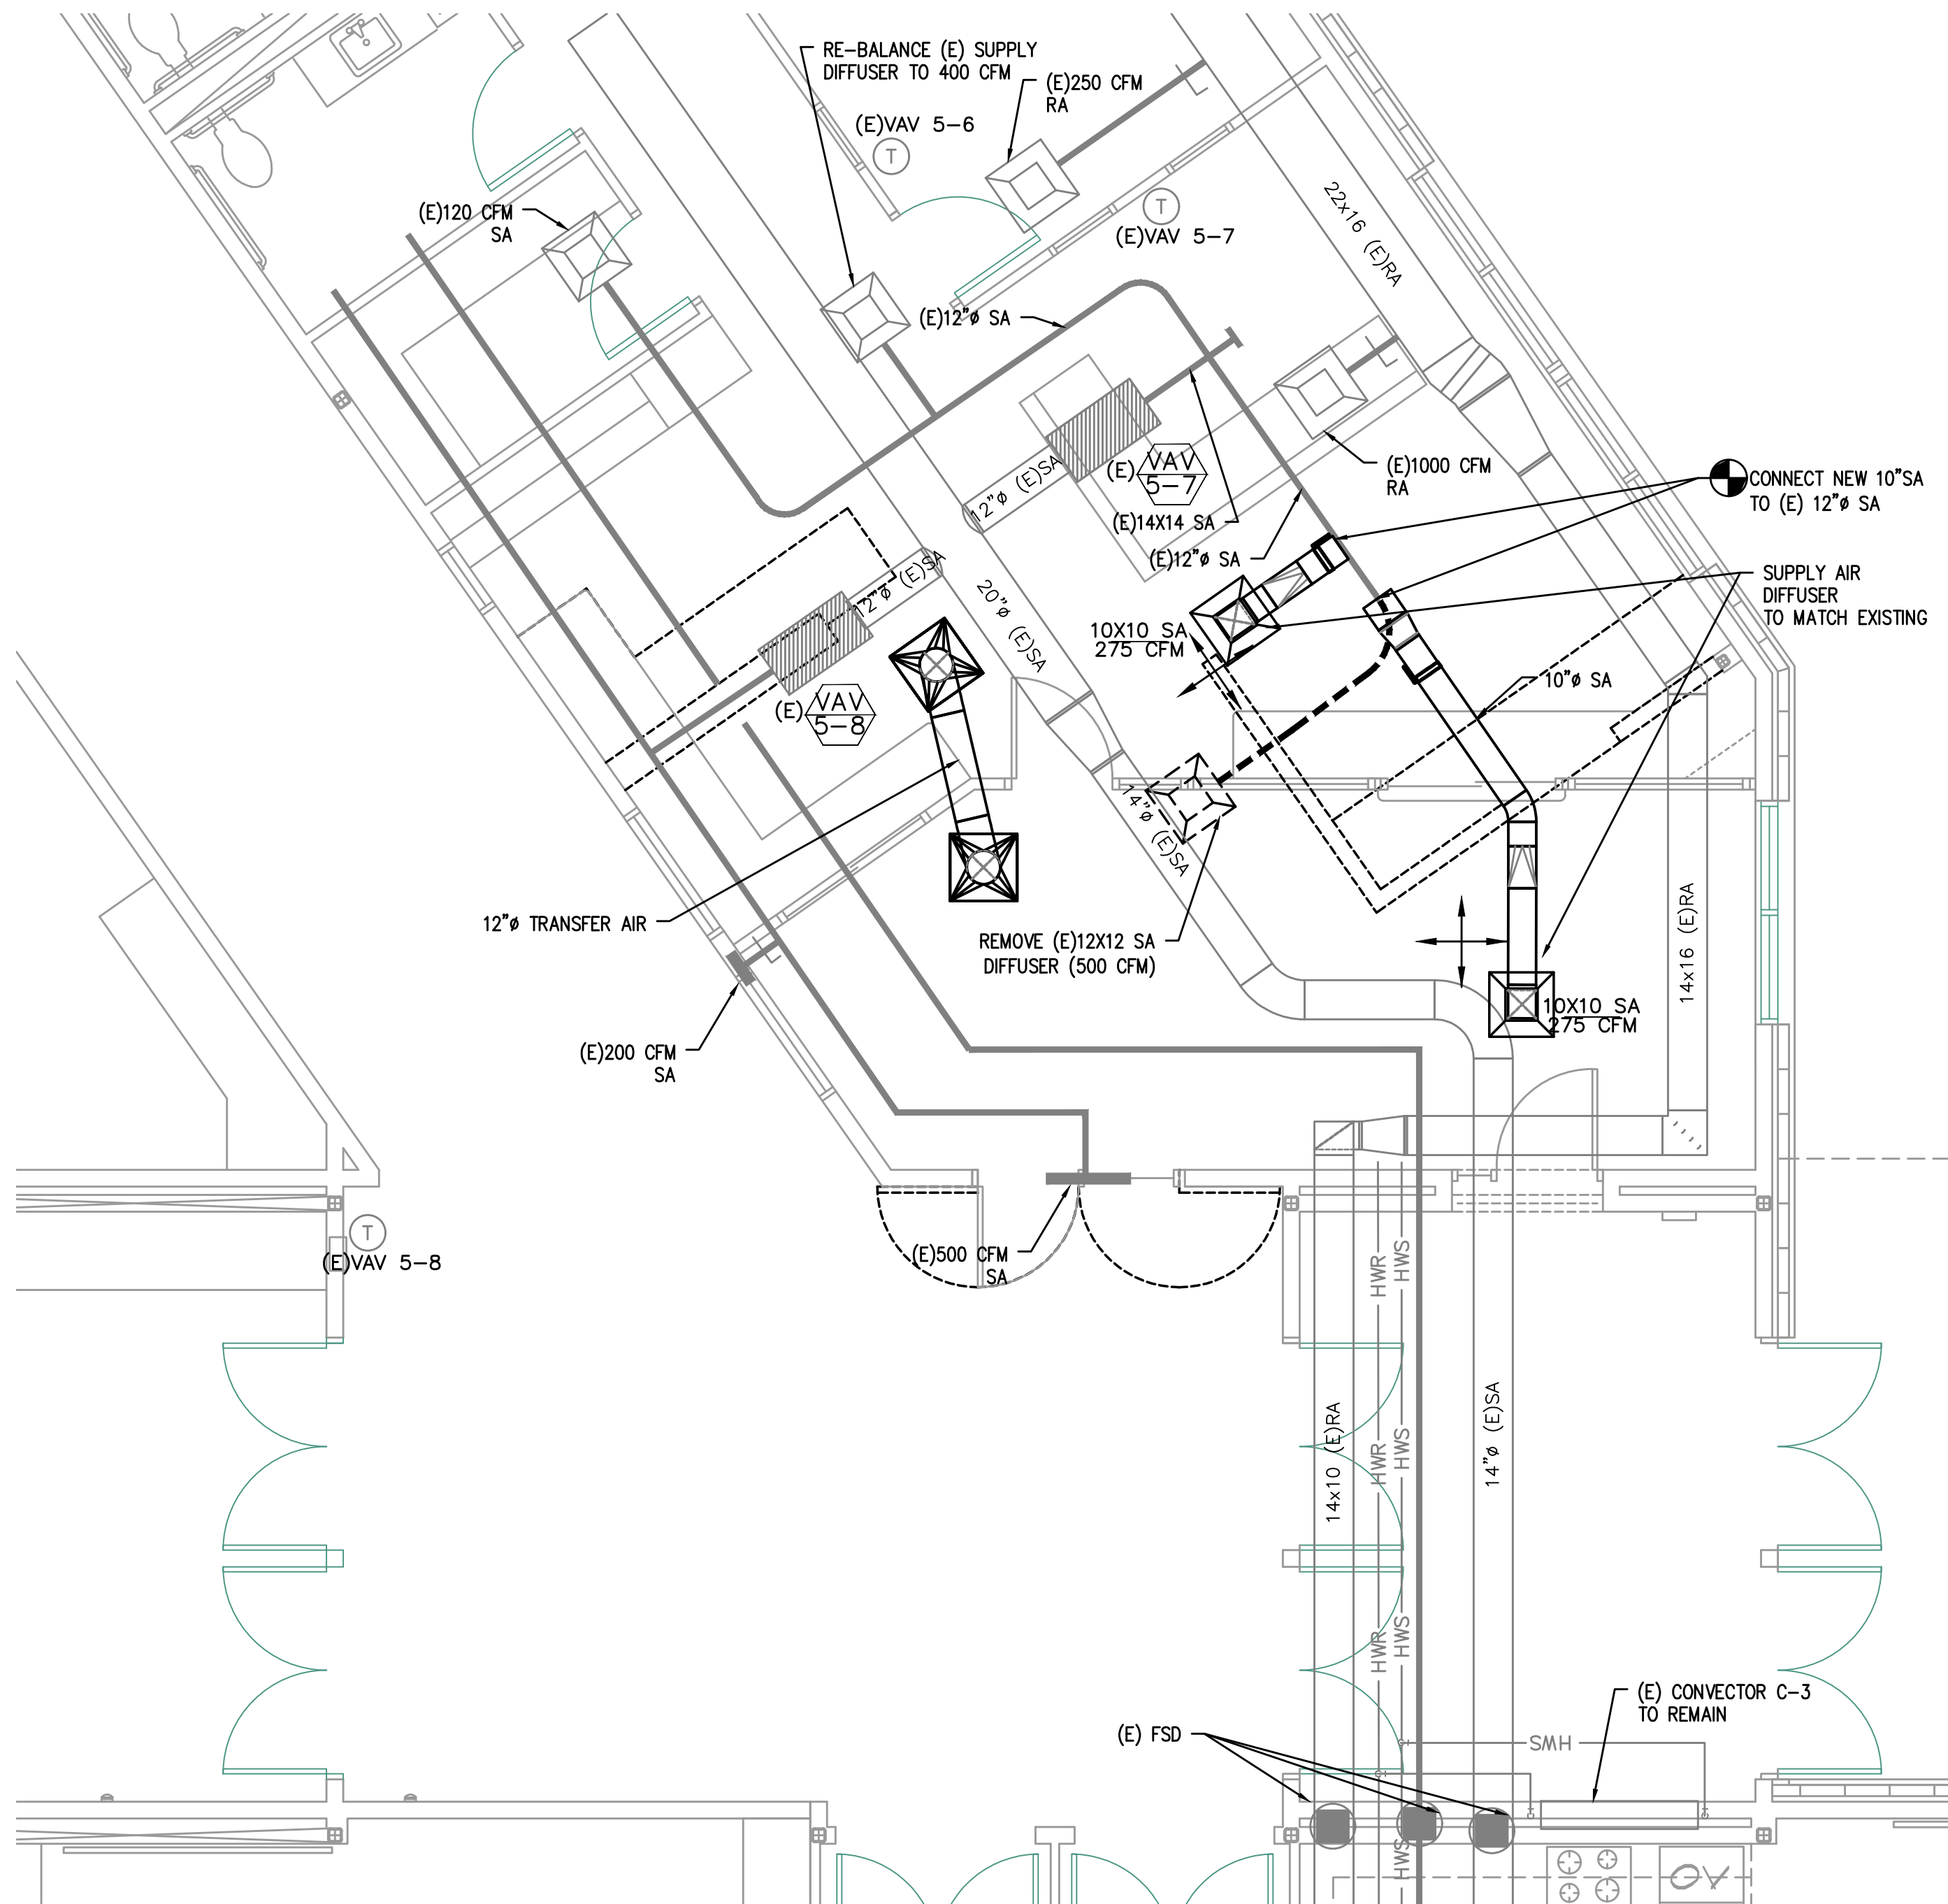 RE-BALANCE (E) SUPPLY
DIFFUSER TO 400 CFM
(E)250 CFM
RA
(E)VAV 5-6
T
(E)120 CFM
SA
T
(E)VAV 5-7
22x16 (E)RA
(E)12"ø SA
(E)1000 CFM
RA
CONNECT NEW 10"SA
TO (E) 12"ø SA
12"ø (E)SA
(E)
VAV
5-7
(E)14X14 SA
(E)12"ø SA
12"ø (E)SA
20"ø (E)SA
SUPPLY AIR
DIFFUSER
TO MATCH EXISTING
10X10 SA
275 CFM
10"ø SA
(E)
VAV
5-8
14"ø (E)SA
12"ø TRANSFER AIR
REMOVE (E)12X12 SA
DIFFUSER (500 CFM)
14x16 (E)RA
10X10 SA
275 CFM
(E)200 CFM
SA
T
(E)VAV 5-8
(E)500 CFM
SA
HWR
HWS
14x10 (E)RA
HWR
HWS
14"ø (E)SA
HWR
HWS
(E) CONVECTOR C-3
TO REMAIN
(E) FSD
HWS
HWS